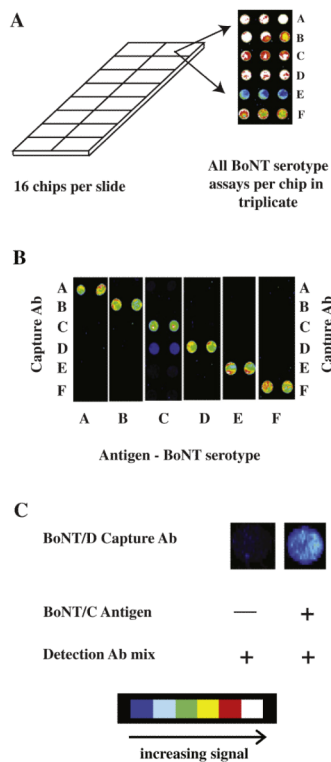 A
A
B
C
D
E
F
16 chips per slide
All BoNT serotype
assays per chip in
triplicate
B
Capture Ab
A
B
C
D
E
F
A
B
C
D
E
F
Capture Ab
A B C D E F
Antigen - BoNT serotype
C
BoNT/D Capture Ab
BoNT/C Antigen — +
Detection Ab mix + +
increasing signal